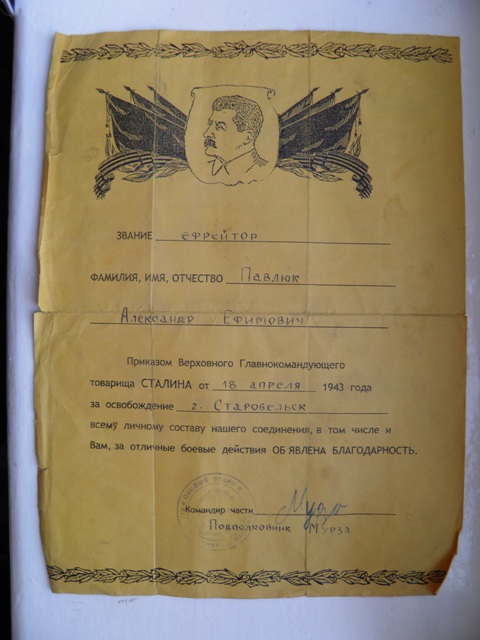 ЗВАНИЕ ефрейтор
ФАМИЛИЯ, ИМЯ, ОТЧЕСТВО Павлюк
Александр Ефимович
Приказом Верховного Главнокомандующего
товарища СТАЛИНА от 18 апреля 1943 года
за освобождение г. Старобельск
всему личному составу нашего соединения, в том числе и
Вам, за отличные боевые действия ОБ'ЯВЛЕНА БЛАГОДАРНОСТЬ.
Командир части
Подполковник Мурза